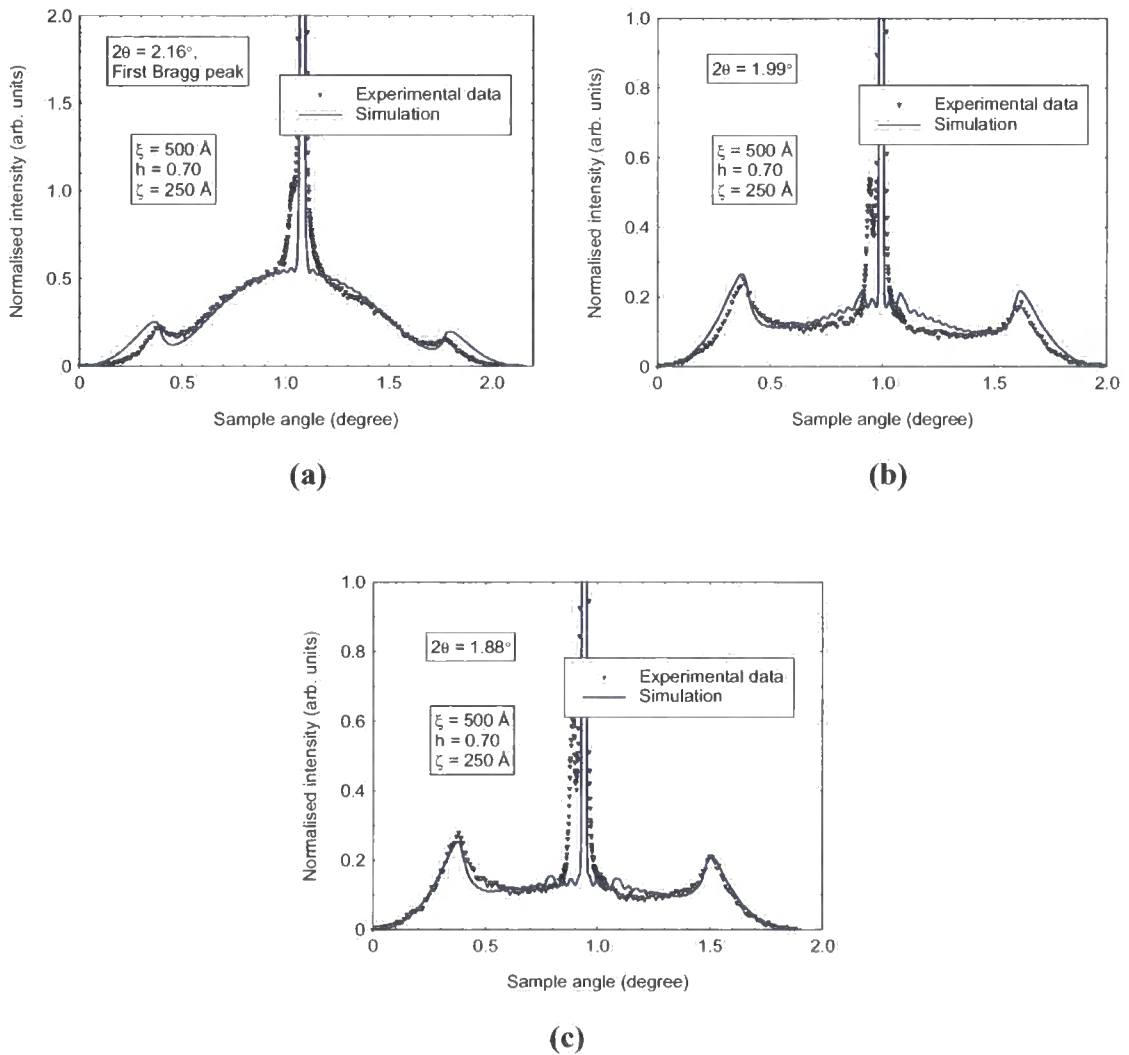 2.0
1.5
1.0
0.5
0
Normalised intensity (arb. units)
2θ = 2.16°,
First Bragg peak
Experimental data
Simulation
ξ = 500 Å
h = 0.70
ζ = 250 Å
0 0.5 1.0 1.5 2.0
Sample angle (degree)
(a)
1.0
0.8
0.6
0.4
0.2
0
Normalised intensity (arb. units)
2θ = 1.99°
Experimental data
Simulation
ξ = 500 Å
h = 0.70
ζ = 250 Å
0 0.5 1.0 1.5 2.0
Sample angle (degree)
(b)
1.0
0.8
0.6
0.4
0.2
0
Normalised intensity (arb. units)
2θ = 1.88°
Experimental data
Simulation
ξ = 500 Å
h = 0.70
ζ = 250 Å
0 0.5 1.0 1.5 2.0
Sample angle (degree)
(c)